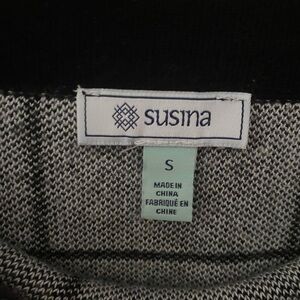 susina
S
MADE IN
CHINA
FABRIQUÉ EN
CHINE